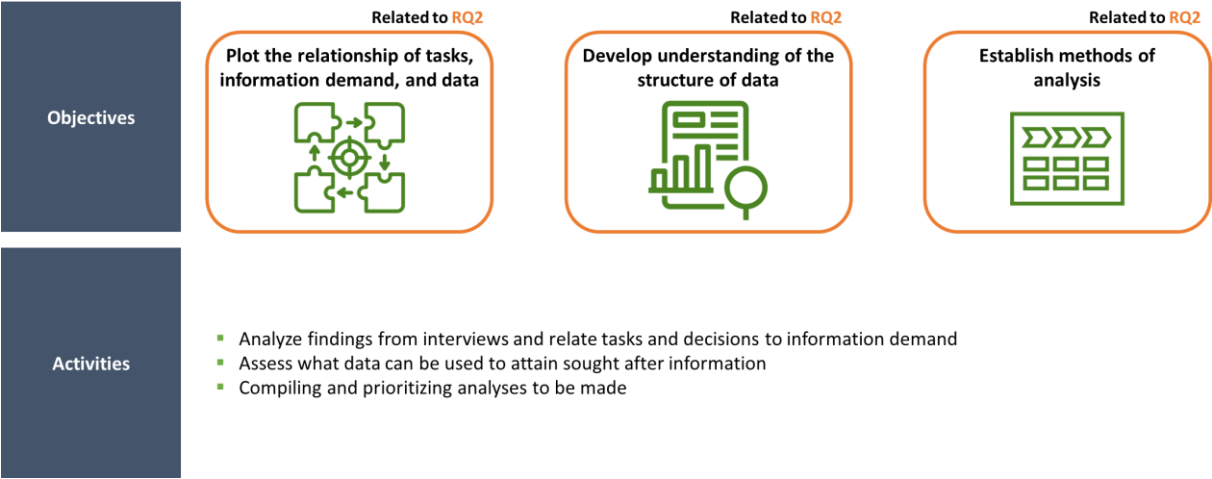 Related to RQ2
Plot the relationship of tasks,
information demand, and data
Related to RQ2
Develop understanding of the
structure of data
Related to RQ2
Establish methods of
analysis
Objectives
Activities
▪ Analyze findings from interviews and relate tasks and decisions to information demand
▪ Assess what data can be used to attain sought after information
▪ Compiling and prioritizing analyses to be made